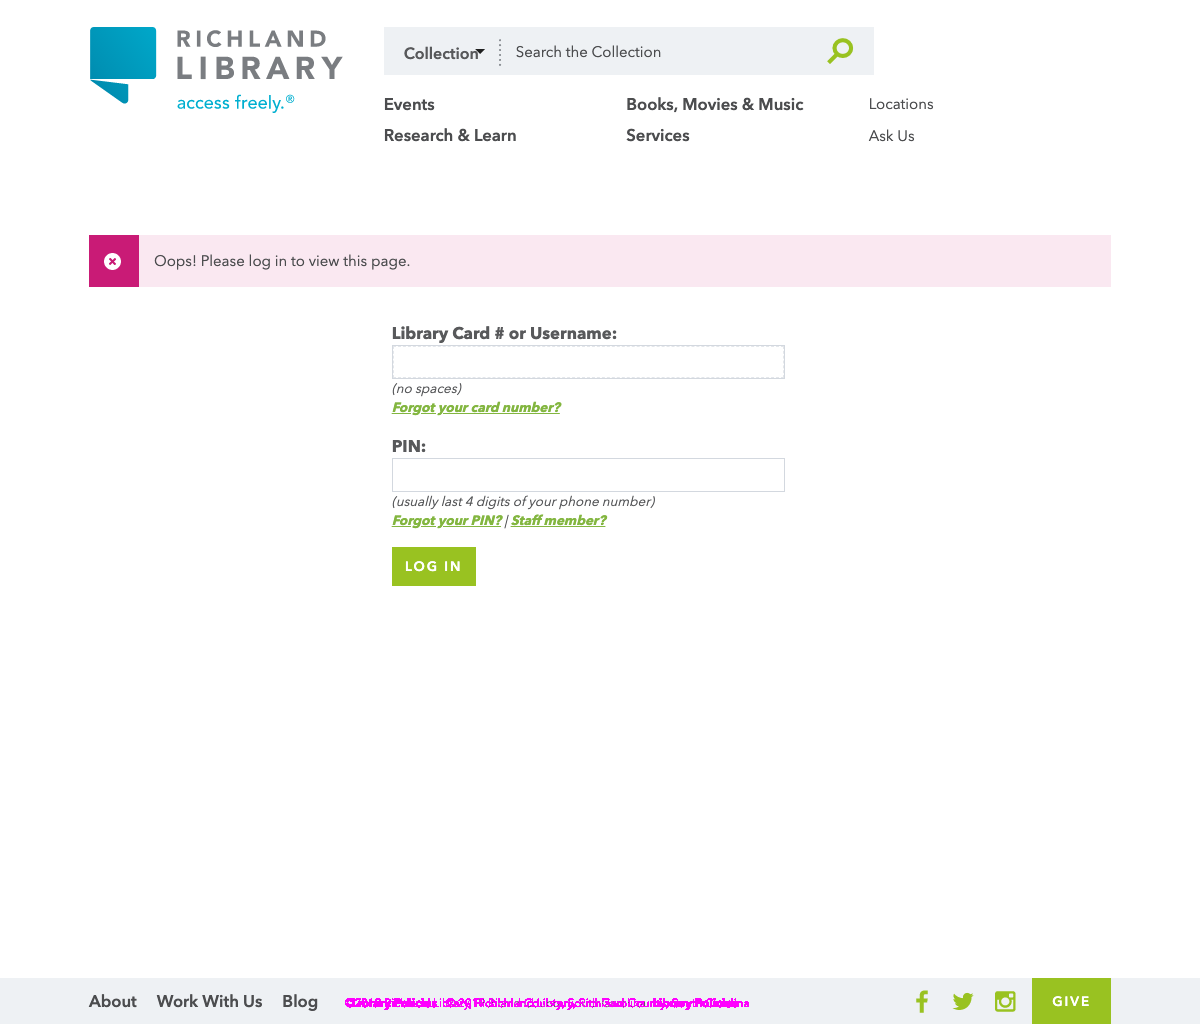 RICHLAND
LIBRARY
access freely.®
Collection
Search the Collection
Events
Books, Movies & Music
Locations
Research & Learn
Services
Ask Us
Oops! Please log in to view this page.
Library Card # or Username:
(no spaces)
Forgot your card number?
PIN:
(usually last 4 digits of your phone number)
Forgot your PIN? | Staff member?
LOG IN
About
Work With Us
Blog
GIVE